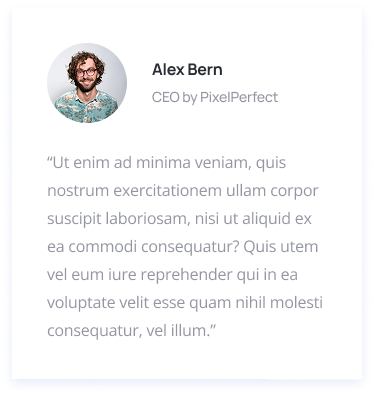 Alex Bern
CEO by PixelPerfect
“Ut enim ad minima veniam, quis
nostrum exercitationem ullam corpor
suscipit laboriosam, nisi ut aliquid ex
ea commodi consequatur? Quis utem
vel eum iure reprehender qui in ea
voluptate velit esse quam nihil molesti
consequatur, vel illum.”